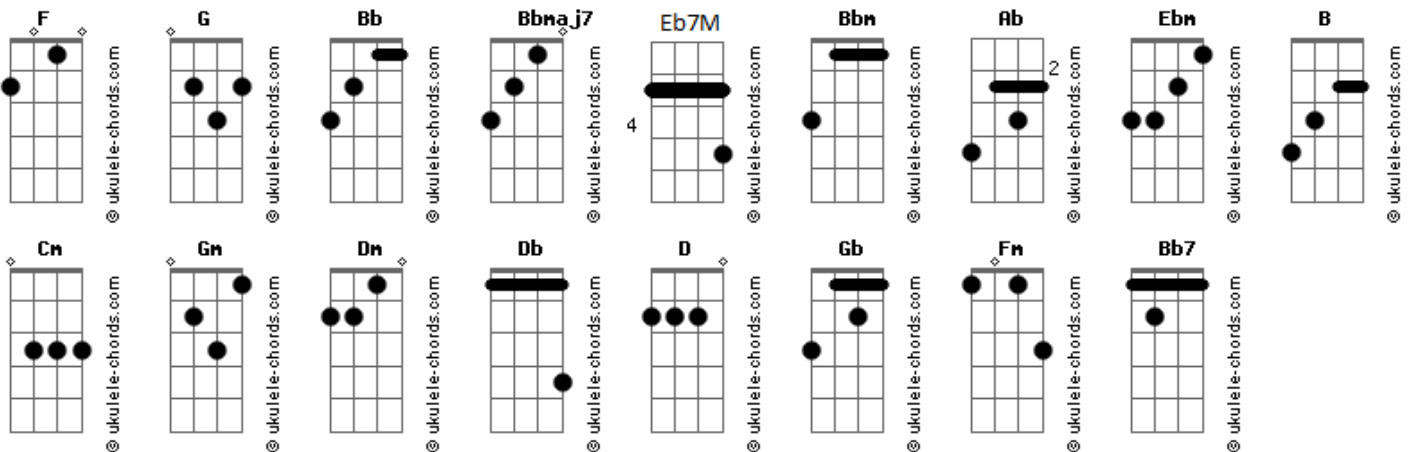 F G Bb Bbmaj7 Eb7M Bbm Ab Ebm B
4 2
© ukulele-chords.com © ukulele-chords.com © ukulele-chords.com © ukulele-chords.com © ukulele-chords.com © ukulele-chords.com © ukulele-chords.com © ukulele-chords.com © ukulele-chords.com
Cm Gm Dm Db D Gb Fm Bb7
© ukulele-chords.com © ukulele-chords.com © ukulele-chords.com © ukulele-chords.com © ukulele-chords.com © ukulele-chords.com © ukulele-chords.com © ukulele-chords.com